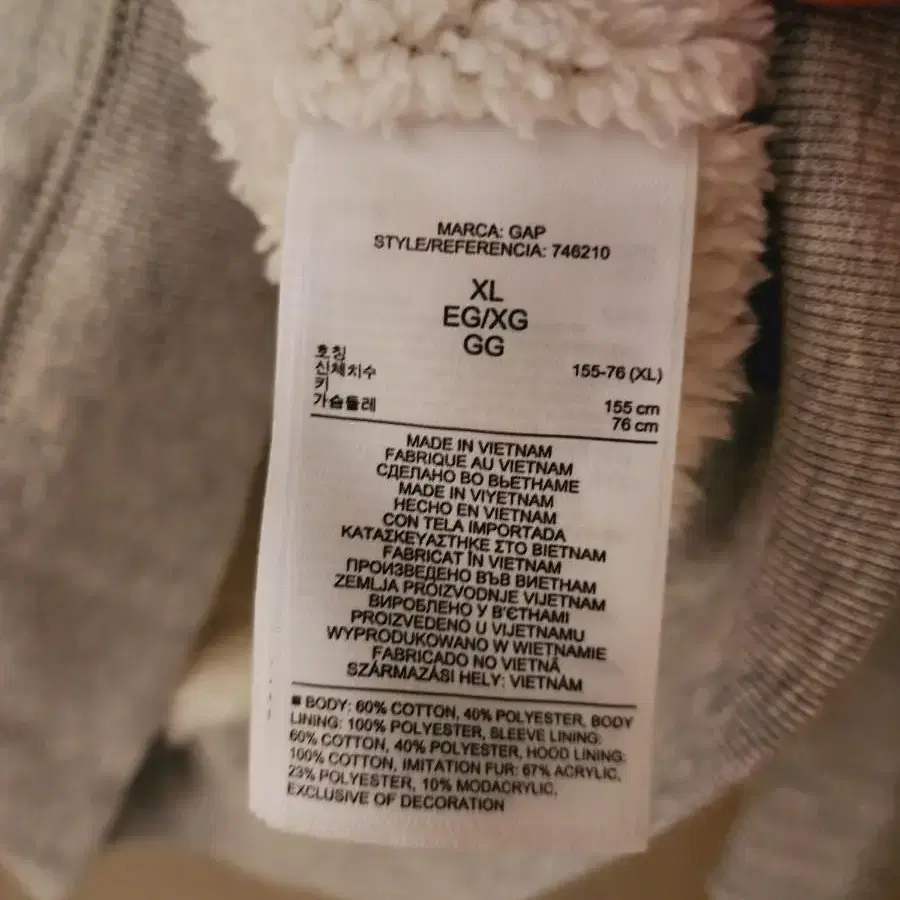 MARCA: GAP
STYLE/REFERENCIA: 746210
XL
EG/XG
GG
호칭 155-76 (XL)
신체치수
키 155 cm
가슴둘레 76 cm
MADE IN VIETNAM
FABRIQUE AU VIETNAM
СДЕЛАНО ВО ВЬЕТНАМЕ
MADE IN VIYETNAM
HECHO EN VIETNAM
CON TELA IMPORTADA
ΚΑΤΑΣΚΕΥΑΣΤΗΚΕ ΣΤΟ ΒΙΕΤΝΑΜ
FABRICAT ÎN VIETNAM
ПРОИЗВЕДЕНО ВЪВ ВИЕТНАМ
ZEMLJA PROIZVODNJE VIJETNAM
ВИРОБЛЕНО У В'ЄТНАМІ
PROIZVEDENO U VIJETNAMU
WYPRODUKOWANO W WIETNAMIE
FABRICADO NO VIETNÃ
SZÁRMAZÁSI HELY: VIETNÁM
■ BODY: 60% COTTON, 40% POLYESTER, BODY
LINING: 100% POLYESTER, SLEEVE LINING:
60% COTTON, 40% POLYESTER, HOOD LINING:
100% COTTON, IMITATION FUR: 67% ACRYLIC,
23% POLYESTER, 10% MODACRYLIC,
EXCLUSIVE OF DECORATION